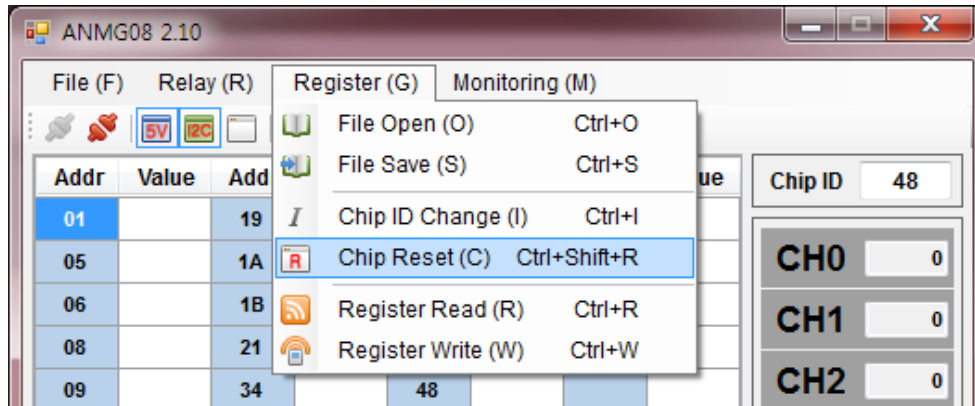 ANMG08 2.10
File (F) Relay (R) Register (G) Monitoring (M)
5V I2C
File Open (O) Ctrl+O
File Save (S) Ctrl+S
Chip ID Change (I) Ctrl+I
R Chip Reset (C) Ctrl+Shift+R
Register Read (R) Ctrl+R
Register Write (W) Ctrl+W
Addr Value Add ue
01 19
05 1A
06 1B
08 21
09 34 48
Chip ID 48
CH0 0
CH1 0
CH2 0